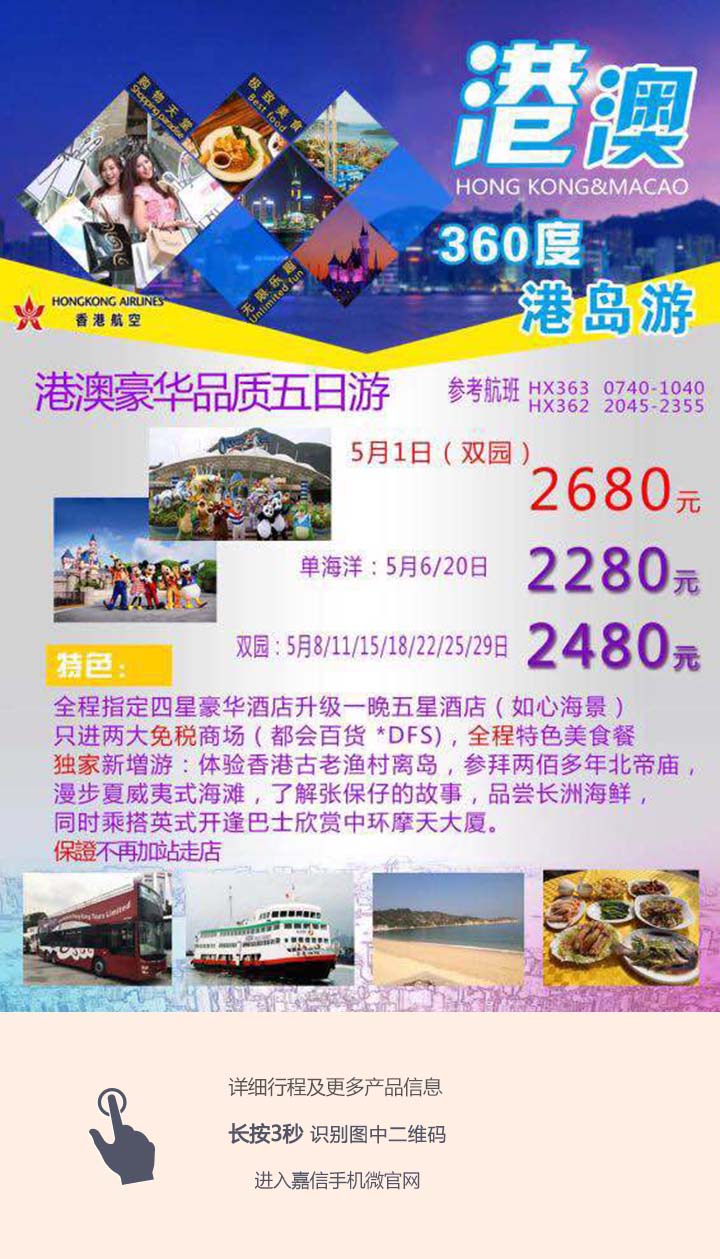 港澳
HONG KONG&MACAO
购物天堂
Shopping paradise
极致美食
Best food
无限乐趣
Unlimited fun
360度
港岛游
HONGKONG AIRLINES
香港航空
港澳豪华品质五日游
参考航班 HX363 0740-1040
HX362 2045-2355
5月1日（双园）
2680元
单海洋：5月6/20日
2280元
双园：5月8/11/15/18/22/25/29日
2480元
特色：
全程指定四星豪华酒店升级一晚五星酒店（如心海景）
只进两大免税商场（都会百货 *DFS)，全程特色美食餐
独家新增游：体验香港古老渔村离岛，参拜两佰多年北帝庙，
漫步夏威夷式海滩，了解张保仔的故事，品尝长洲海鲜，
同时乘搭英式开逢巴士欣赏中环摩天大厦。
保證不再加站走店
详细行程及更多产品信息
长按3秒 识别图中二维码
进入嘉信手机微官网